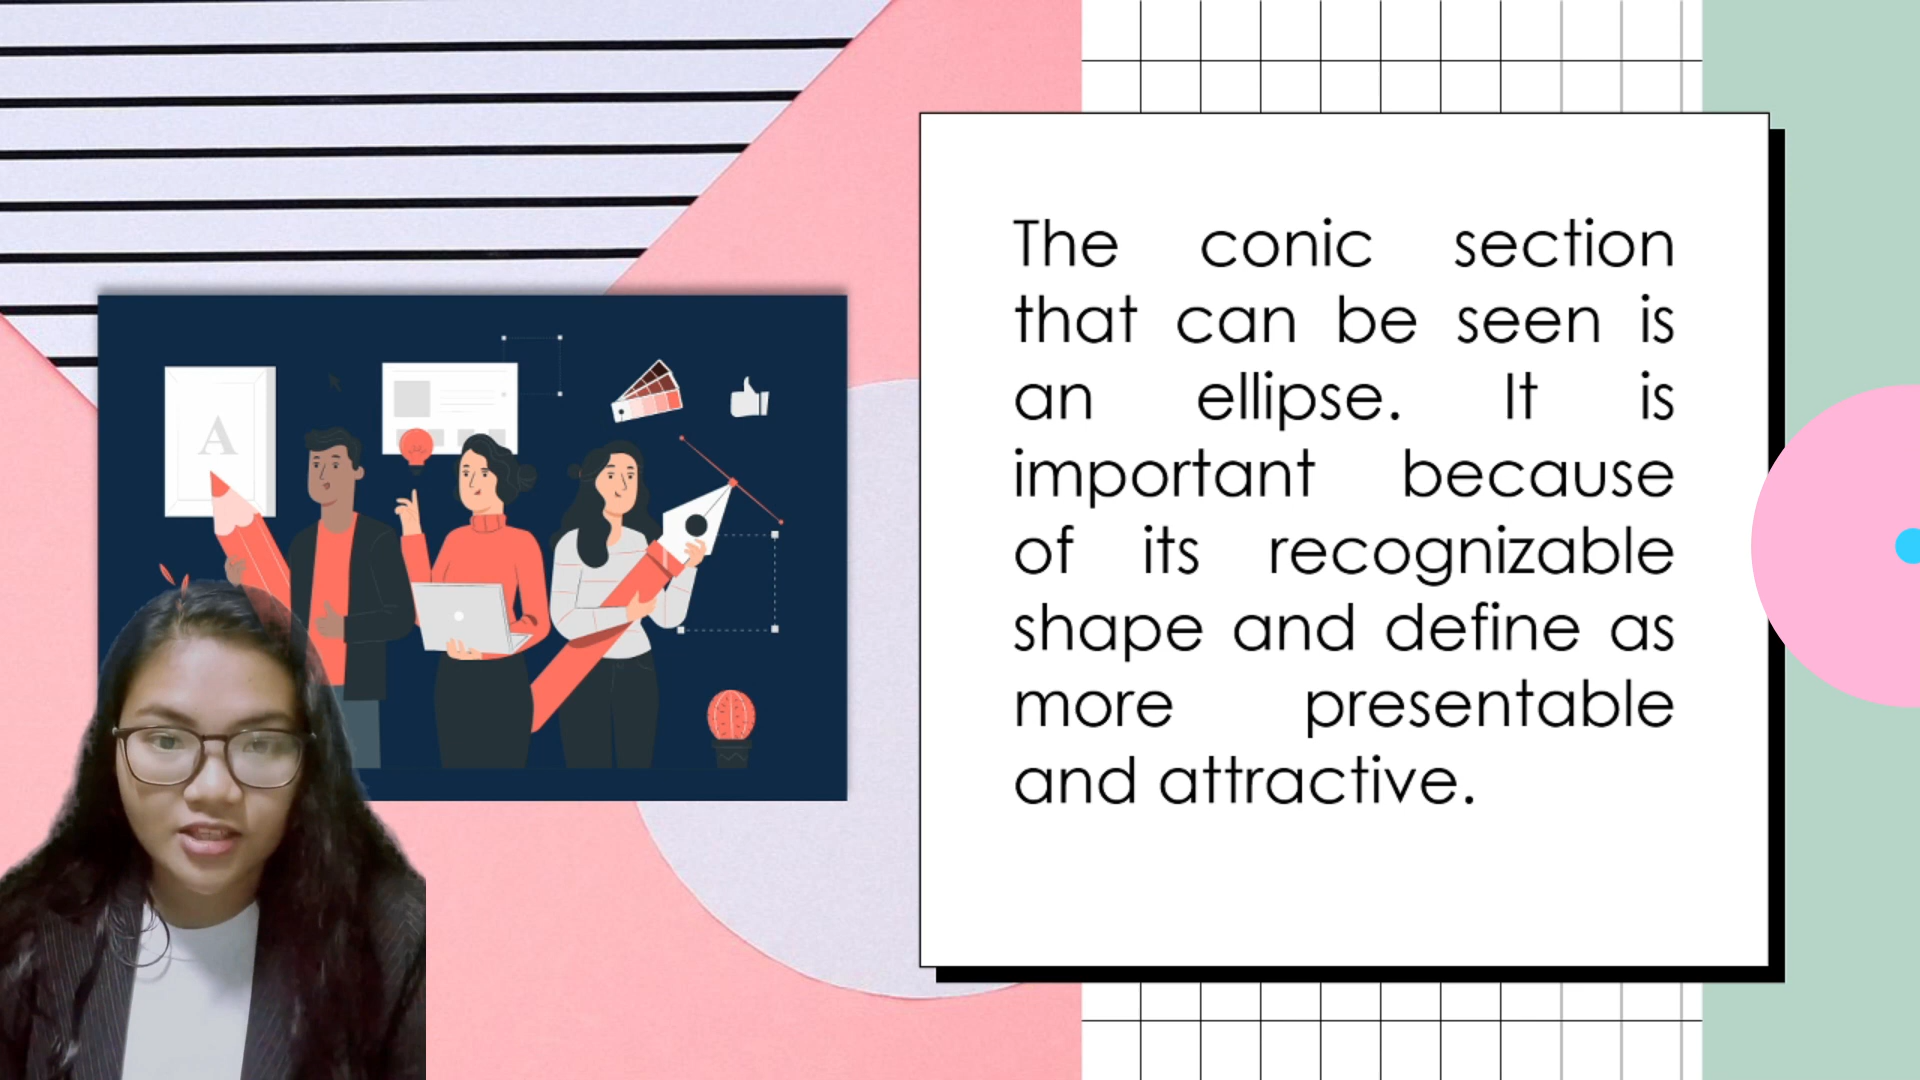 A
The conic section
that can be seen is
an ellipse. It is
important because
of its recognizable
shape and define as
more presentable
and attractive.